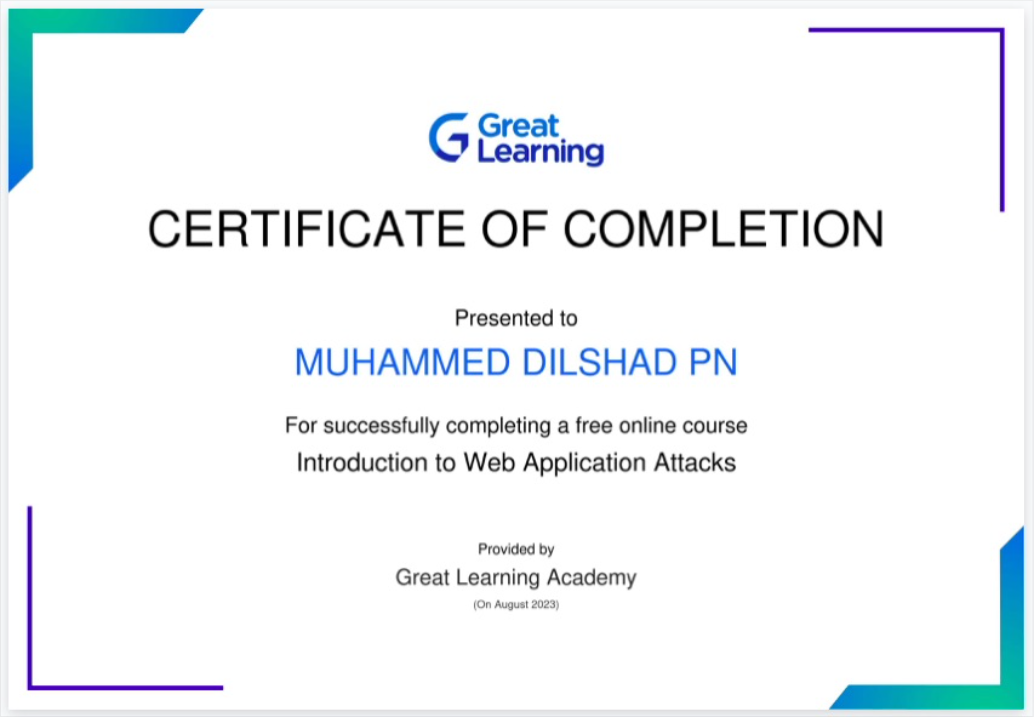 Great
Learning
CERTIFICATE OF COMPLETION
Presented to
MUHAMMED DILSHAD PN
For successfully completing a free online course
Introduction to Web Application Attacks
Provided by
Great Learning Academy
(On August 2023)